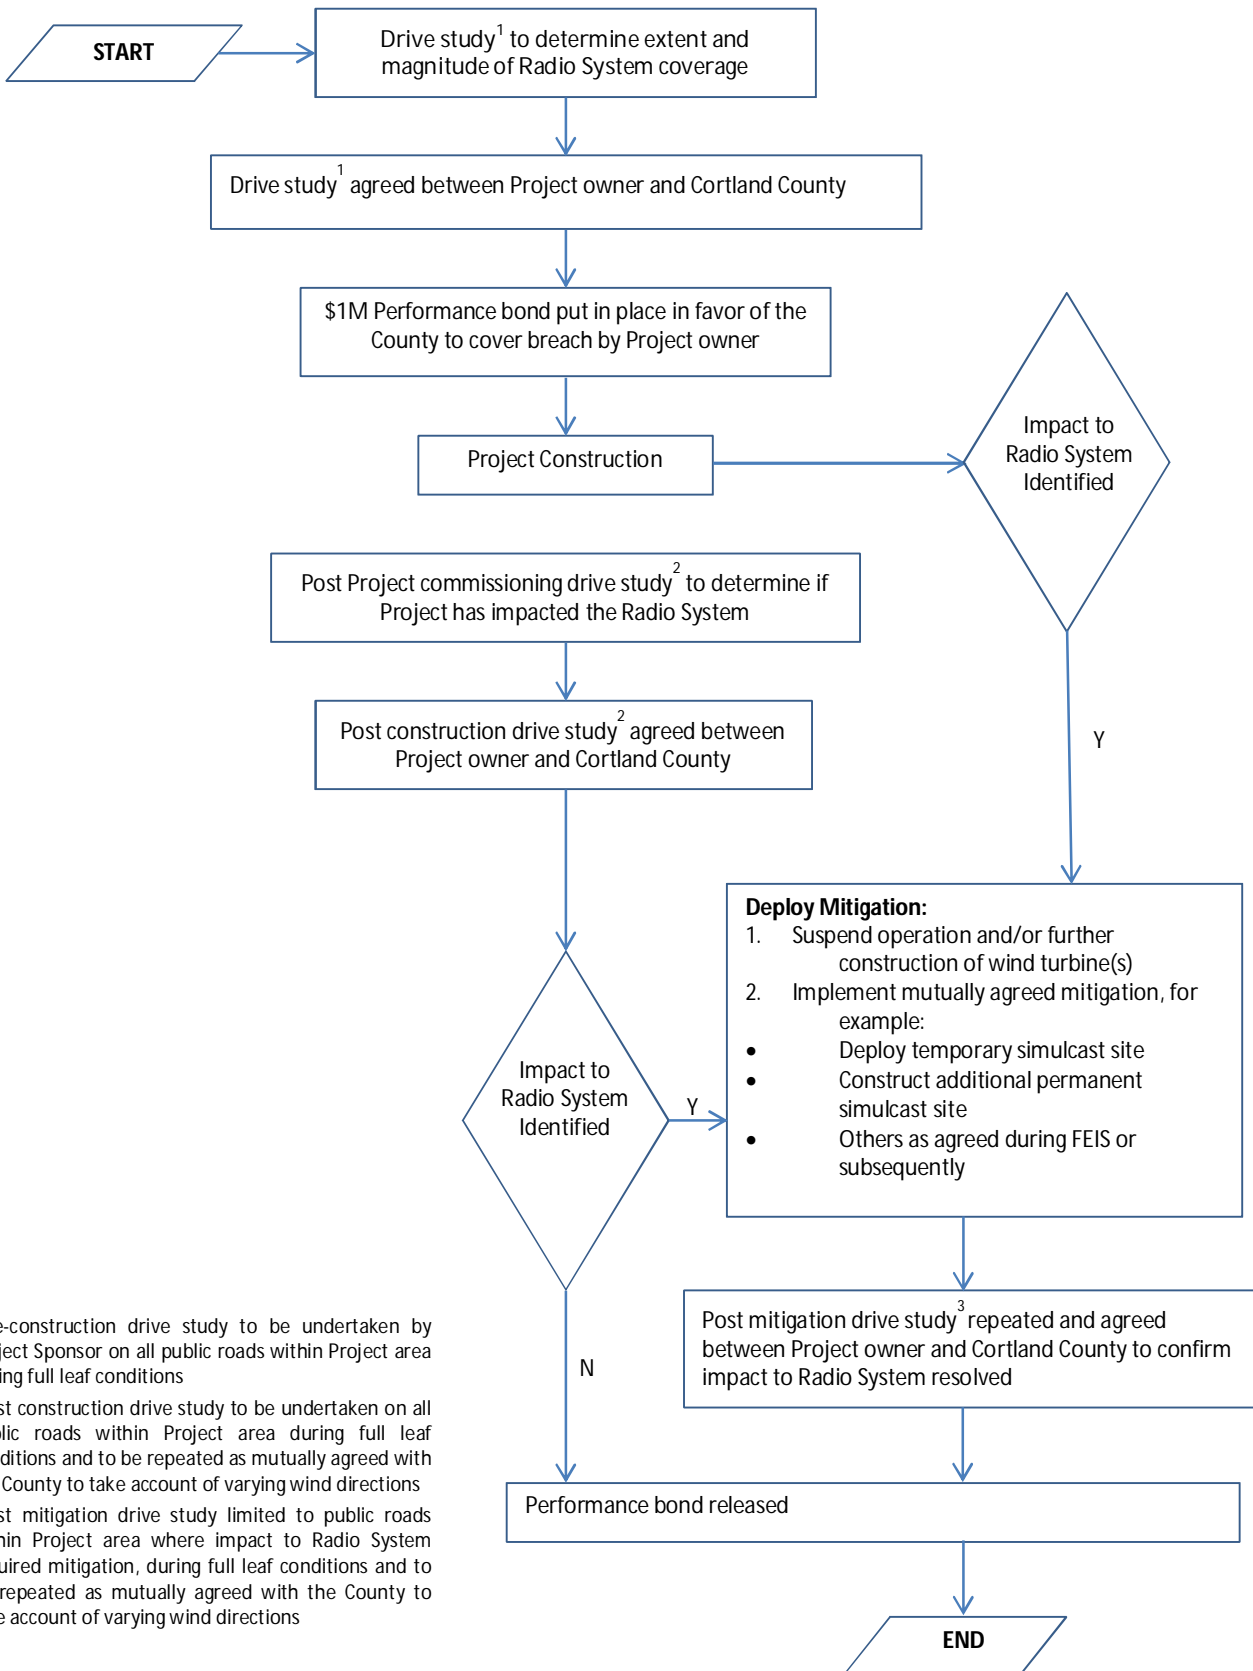 START
Drive study1 to determine extent and
magnitude of Radio System coverage
Drive study1 agreed between Project owner and Cortland County
$1M Performance bond put in place in favor of the
County to cover breach by Project owner
Project Construction
Impact to
Radio System
Identified
Post Project commissioning drive study2 to determine if
Project has impacted the Radio System
Post construction drive study2 agreed between
Project owner and Cortland County
Y
Deploy Mitigation:
1. Suspend operation and/or further
construction of wind turbine(s)
2. Implement mutually agreed mitigation, for
example:
• Deploy temporary simulcast site
• Construct additional permanent
simulcast site
• Others as agreed during FEIS or
subsequently
Impact to
Radio System
Identified
Y
N
Post mitigation drive study3 repeated and agreed
between Project owner and Cortland County to confirm
impact to Radio System resolved
e-construction drive study to be undertaken by
ject Sponsor on all public roads within Project area
ing full leaf conditions
st construction drive study to be undertaken on all
lic roads within Project area during full leaf
ditions and to be repeated as mutually agreed with
County to take account of varying wind directions
st mitigation drive study limited to public roads
hin Project area where impact to Radio System
uired mitigation, during full leaf conditions and to
repeated as mutually agreed with the County to
e account of varying wind directions
Performance bond released
END